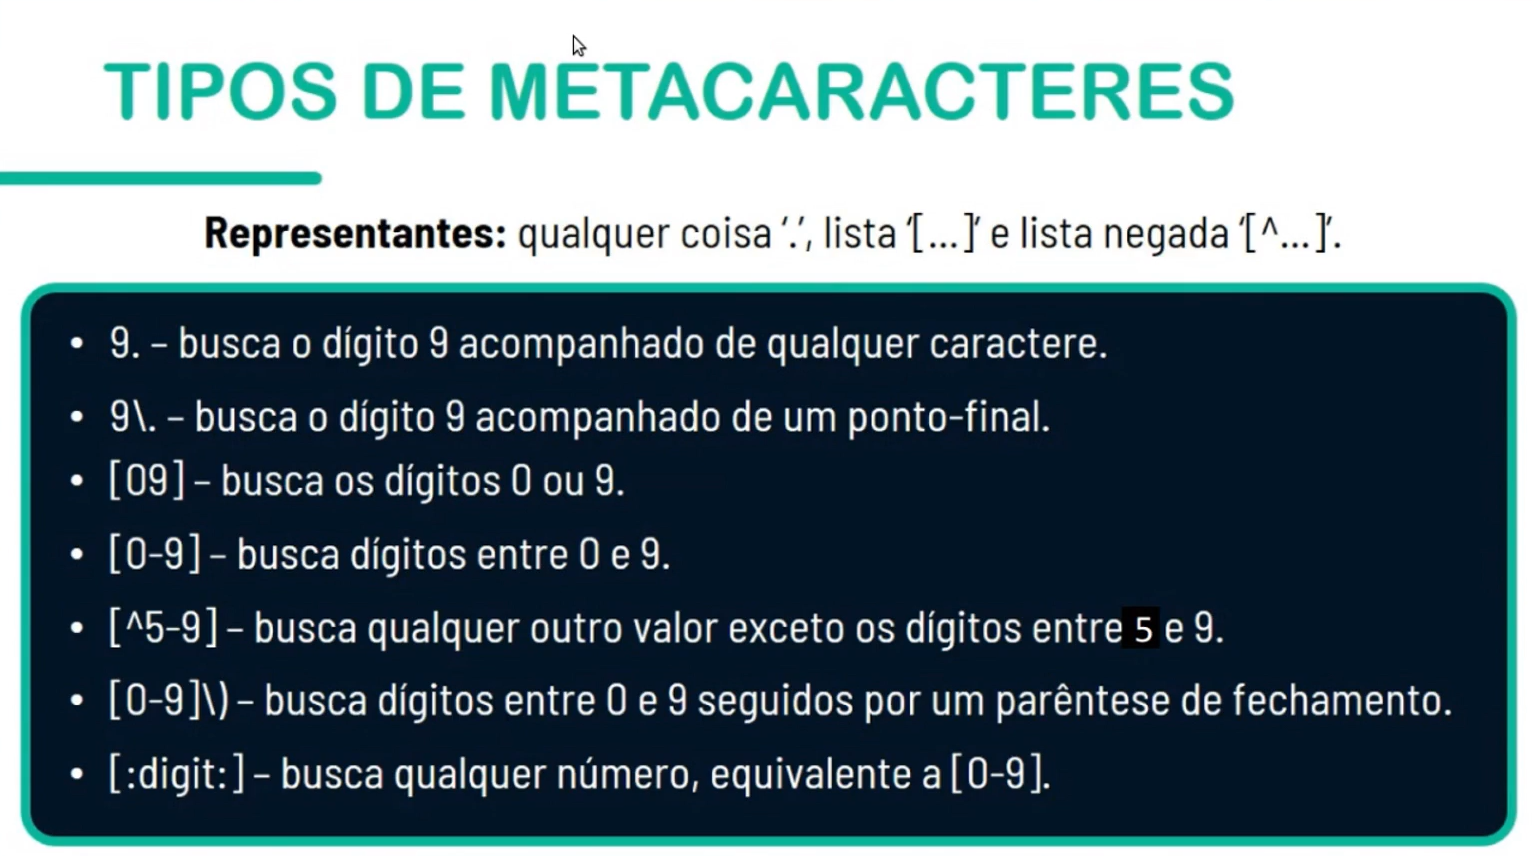 TIPOS DE METACARACTERES
Representantes: qualquer coisa ‘.’, lista ‘[...]’ e lista negada ‘[^...]’.
• 9. – busca o dígito 9 acompanhado de qualquer caractere.
• 9\. – busca o dígito 9 acompanhado de um ponto-final.
• [09] – busca os dígitos 0 ou 9.
• [0-9] – busca dígitos entre 0 e 9.
• [^5-9] – busca qualquer outro valor exceto os dígitos entre 5 e 9.
• [0-9]\) – busca dígitos entre 0 e 9 seguidos por um parêntese de fechamento.
• [:digit:] – busca qualquer número, equivalente a [0-9].